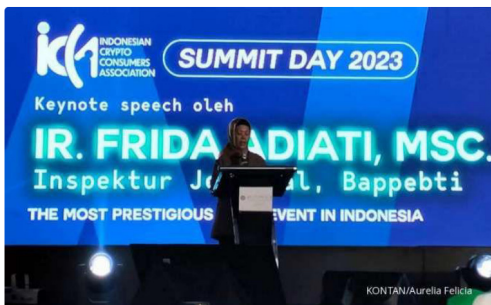 INDONESIAN
CRYPTO
CONSUMERS
ASSOCIATION
SUMMIT DAY 2023
Keynote speech oleh
IR. FRIDA ADIATI, MSC.
Inspektur l, Bappebti
THE MOST PRESTIGIOUS EVENT IN INDONESIA
KONTAN/Aurelia Felicia